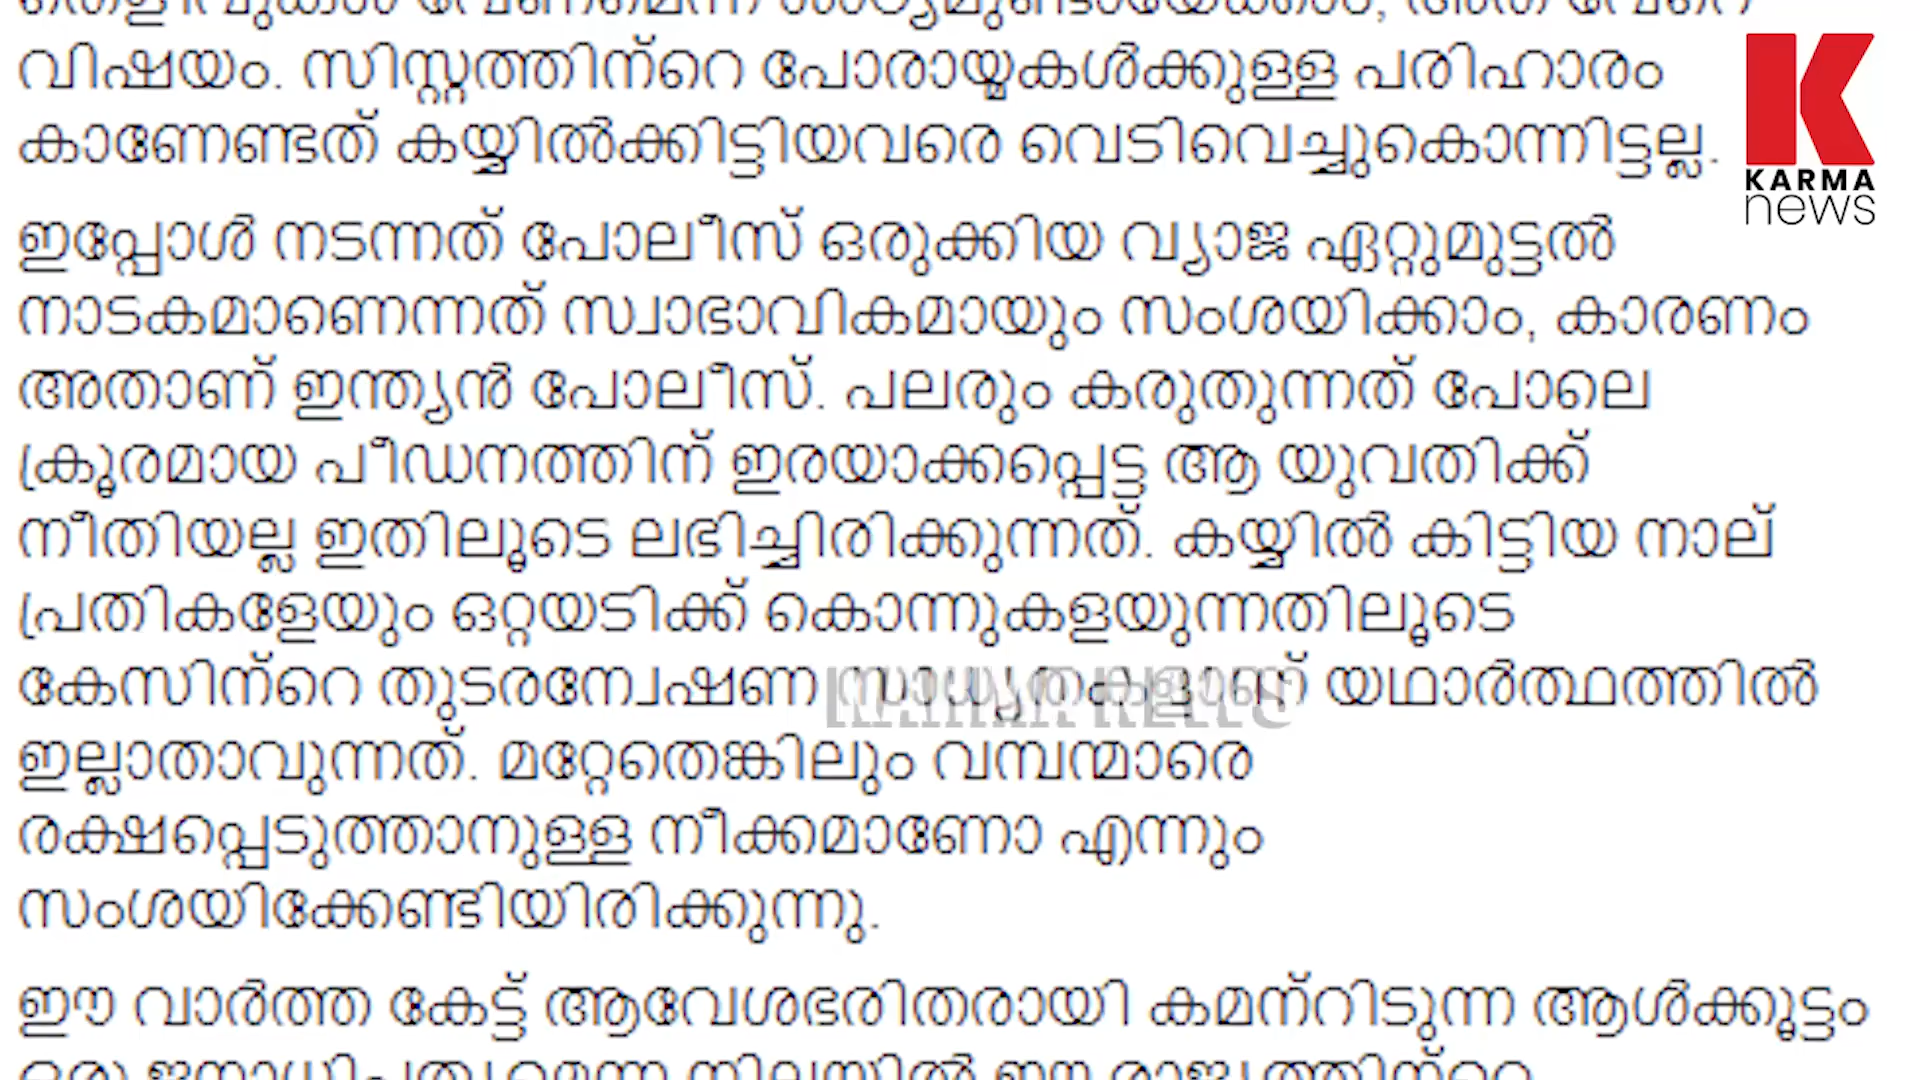 വിഷയം. സിസ്റ്റത്തിന്റെ പോരായ്മകൾക്കുള്ള പരിഹാരം
കാണേണ്ടത് കയ്യിൽക്കിട്ടിയവരെ വെടിവെച്ചുകൊന്നിട്ടല്ല.
KARMA
news
ഇപ്പോൾ നടന്നത് പോലീസ് ഒരുക്കിയ വ്യാജ ഏറ്റുമുട്ടൽ
നാടകമാണെന്നത് സ്വാഭാവികമായും സംശയിക്കാം, കാരണം
അതാണ് ഇന്ത്യൻ പോലീസ്. പലരും കരുതുന്നത് പോലെ
ക്രൂരമായ പീഡനത്തിന് ഇരയാക്കപ്പെട്ട ആ യുവതിക്ക്
നീതിയല്ല ഇതിലൂടെ ലഭിച്ചിരിക്കുന്നത്. കയ്യിൽ കിട്ടിയ നാല്
പ്രതികളേയും ഒറ്റയടിക്ക് കൊന്നുകളയുന്നതിലൂടെ
കേസിന്റെ തുടരന്വേഷണ സാധ്യതകളാണ് യഥാർത്ഥത്തിൽ
ഇല്ലാതാവുന്നത്. മറ്റേതെങ്കിലും വമ്പന്മാരെ
രക്ഷപ്പെടുത്താനുള്ള നീക്കമാണോ എന്നും
സംശയിക്കേണ്ടിയിരിക്കുന്നു.
ഈ വാർത്ത കേട്ട് ആവേശഭരിതരായി കമന്റിടുന്ന ആൾക്കൂട്ടം